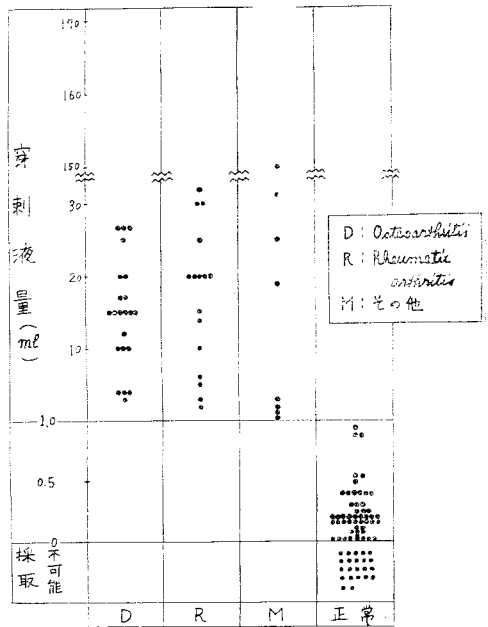 170
160
150
30
20
10
1.0
0.5
0
穿刺液量(ml)
採取不可能
D
R
M
正常
D : Osteoarthritis
R : Rheumatic
arthritis
M : その他